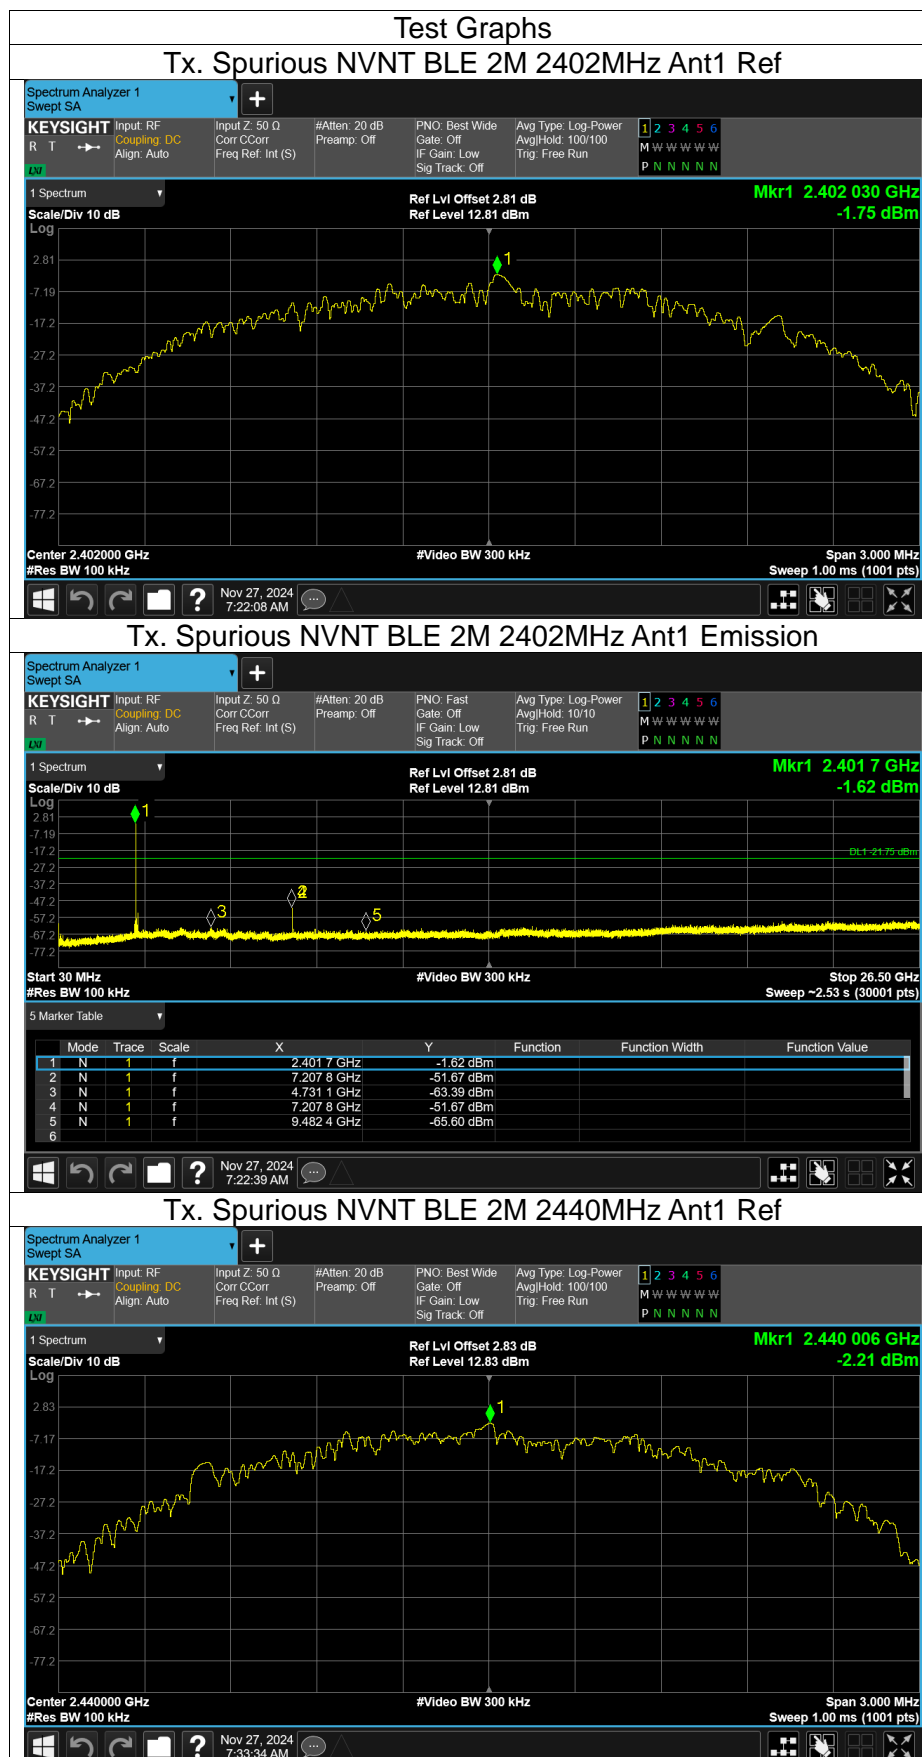 Test Graphs
Tx. Spurious NVNT BLE 2M 2402MHz Ant1 Ref
Spectrum Analyzer 1
Swept SA
KEYSIGHT Input: RF Input Z: 50 Ω #Atten: 20 dB PNO: Best Wide Avg Type: Log-Power 1 2 3 4 5 6
R T Coupling: DC Corr CCorr Preamp: Off Gate: Off Avg|Hold: 100/100 M W W W W W
Align: Auto Freq Ref: Int (S) IF Gain: Low Trig: Free Run
LXI Sig Track: Off P N N N N N
1 Spectrum Ref Lvl Offset 2.81 dB Mkr1 2.402 030 GHz
Scale/Div 10 dB Ref Level 12.81 dBm -1.75 dBm
Log
1
2.81
-7.19
-17.2
-27.2
-37.2
-47.2
-57.2
-67.2
-77.2
Center 2.402000 GHz #Video BW 300 kHz Span 3.000 MHz
#Res BW 100 kHz Sweep 1.00 ms (1001 pts)
Nov 27, 2024
7:22:08 AM
Tx. Spurious NVNT BLE 2M 2402MHz Ant1 Emission
Spectrum Analyzer 1
Swept SA
KEYSIGHT Input: RF Input Z: 50 Ω #Atten: 20 dB PNO: Fast Avg Type: Log-Power 1 2 3 4 5 6
R T Coupling: DC Corr CCorr Preamp: Off Gate: Off Avg|Hold: 10/10 M W W W W W
Align: Auto Freq Ref: Int (S) IF Gain: Low Trig: Free Run
LXI Sig Track: Off P N N N N N
1 Spectrum Ref Lvl Offset 2.81 dB Mkr1 2.401 7 GHz
Scale/Div 10 dB Ref Level 12.81 dBm -1.62 dBm
Log
1
2.81
-7.19
-17.2 DL1 -21.75 dBm
-27.2
-37.2
-47.2
3 5
-57.2
-67.2
-77.2
Start 30 MHz #Video BW 300 kHz Stop 26.50 GHz
#Res BW 100 kHz Sweep ~2.53 s (30001 pts)
5 Marker Table
Mode Trace Scale X Y Function Function Width Function Value
1 N 1 f 2.401 7 GHz -1.62 dBm
2 N 1 f 7.207 8 GHz -51.67 dBm
3 N 1 f 4.731 1 GHz -63.39 dBm
4 N 1 f 7.207 8 GHz -51.67 dBm
5 N 1 f 9.482 4 GHz -65.60 dBm
6
Nov 27, 2024
7:22:39 AM
Tx. Spurious NVNT BLE 2M 2440MHz Ant1 Ref
Spectrum Analyzer 1
Swept SA
KEYSIGHT Input: RF Input Z: 50 Ω #Atten: 20 dB PNO: Best Wide Avg Type: Log-Power 1 2 3 4 5 6
R T Coupling: DC Corr CCorr Preamp: Off Gate: Off Avg|Hold: 100/100 M W W W W W
Align: Auto Freq Ref: Int (S) IF Gain: Low Trig: Free Run
LXI Sig Track: Off P N N N N N
1 Spectrum Ref Lvl Offset 2.83 dB Mkr1 2.440 006 GHz
Scale/Div 10 dB Ref Level 12.83 dBm -2.21 dBm
Log
2.83 1
-7.17
-17.2
-27.2
-37.2
-47.2
-57.2
-67.2
-77.2
Center 2.440000 GHz #Video BW 300 kHz Span 3.000 MHz
#Res BW 100 kHz Sweep 1.00 ms (1001 pts)
Nov 27, 2024
7:33:34 AM